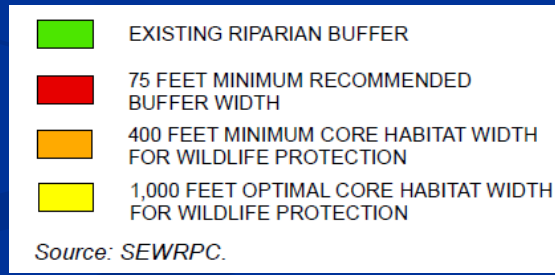 EXISTING RIPARIAN BUFFER
75 FEET MINIMUM RECOMMENDED
BUFFER WIDTH
400 FEET MINIMUM CORE HABITAT WIDTH
FOR WILDLIFE PROTECTION
1,000 FEET OPTIMAL CORE HABITAT WIDTH
FOR WILDLIFE PROTECTION
Source: SEWRPC.